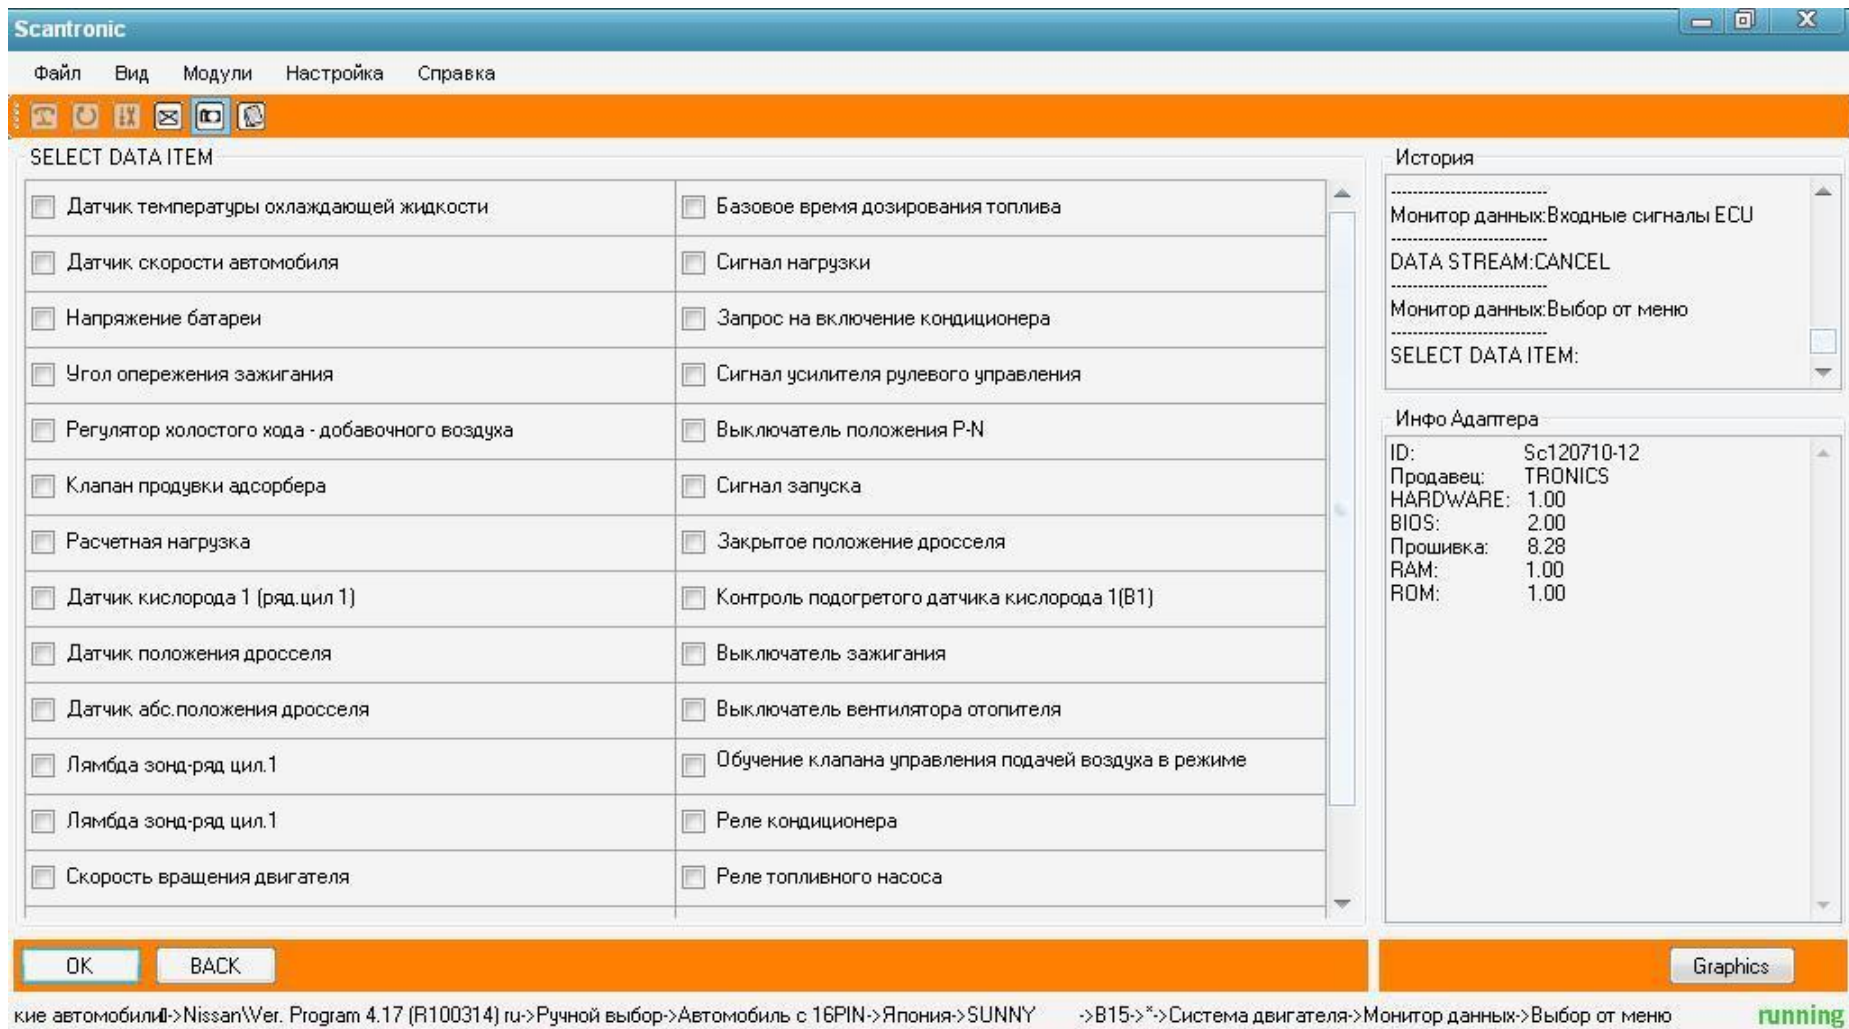 Scantronic
Файл Вид Модули Настройка Справка
SELECT DATA ITEM
Датчик температуры охлаждающей жидкости
Базовое время дозирования топлива
Датчик скорости автомобиля
Сигнал нагрузки
Напряжение батареи
Запрос на включение кондиционера
Угол опережения зажигания
Сигнал усилителя рулевого управления
Регулятор холостого хода - добавочного воздуха
Выключатель положения P-N
Клапан продувки адсорбера
Сигнал запуска
Расчетная нагрузка
Закрытое положение дросселя
Датчик кислорода 1 (ряд.цил 1)
Контроль подогретого датчика кислорода 1(B1)
Датчик положения дросселя
Выключатель зажигания
Датчик абс.положения дросселя
Выключатель вентилятора отопителя
Лямбда зонд-ряд цил.1
Обучение клапана управления подачей воздуха в режиме
Лямбда зонд-ряд цил.1
Реле кондиционера
Скорость вращения двигателя
Реле топливного насоса
История
----------------------------
Монитор данных:Входные сигналы ECU
----------------------------
DATA STREAM:CANCEL
----------------------------
Монитор данных:Выбор от меню
----------------------------
SELECT DATA ITEM:
Инфо Адаптера
ID: Sc120710-12
Продавец: TRONICS
HARDWARE: 1.00
BIOS: 2.00
Прошивка: 8.28
RAM: 1.00
ROM: 1.00
OK BACK Graphics
кие автомобили->Nissan\Ver. Program 4.17 (R100314) ru->Ручной выбор->Автомобиль с 16PIN->Япония->SUNNY ->B15->*->Система двигателя->Монитор данных->Выбор от меню running